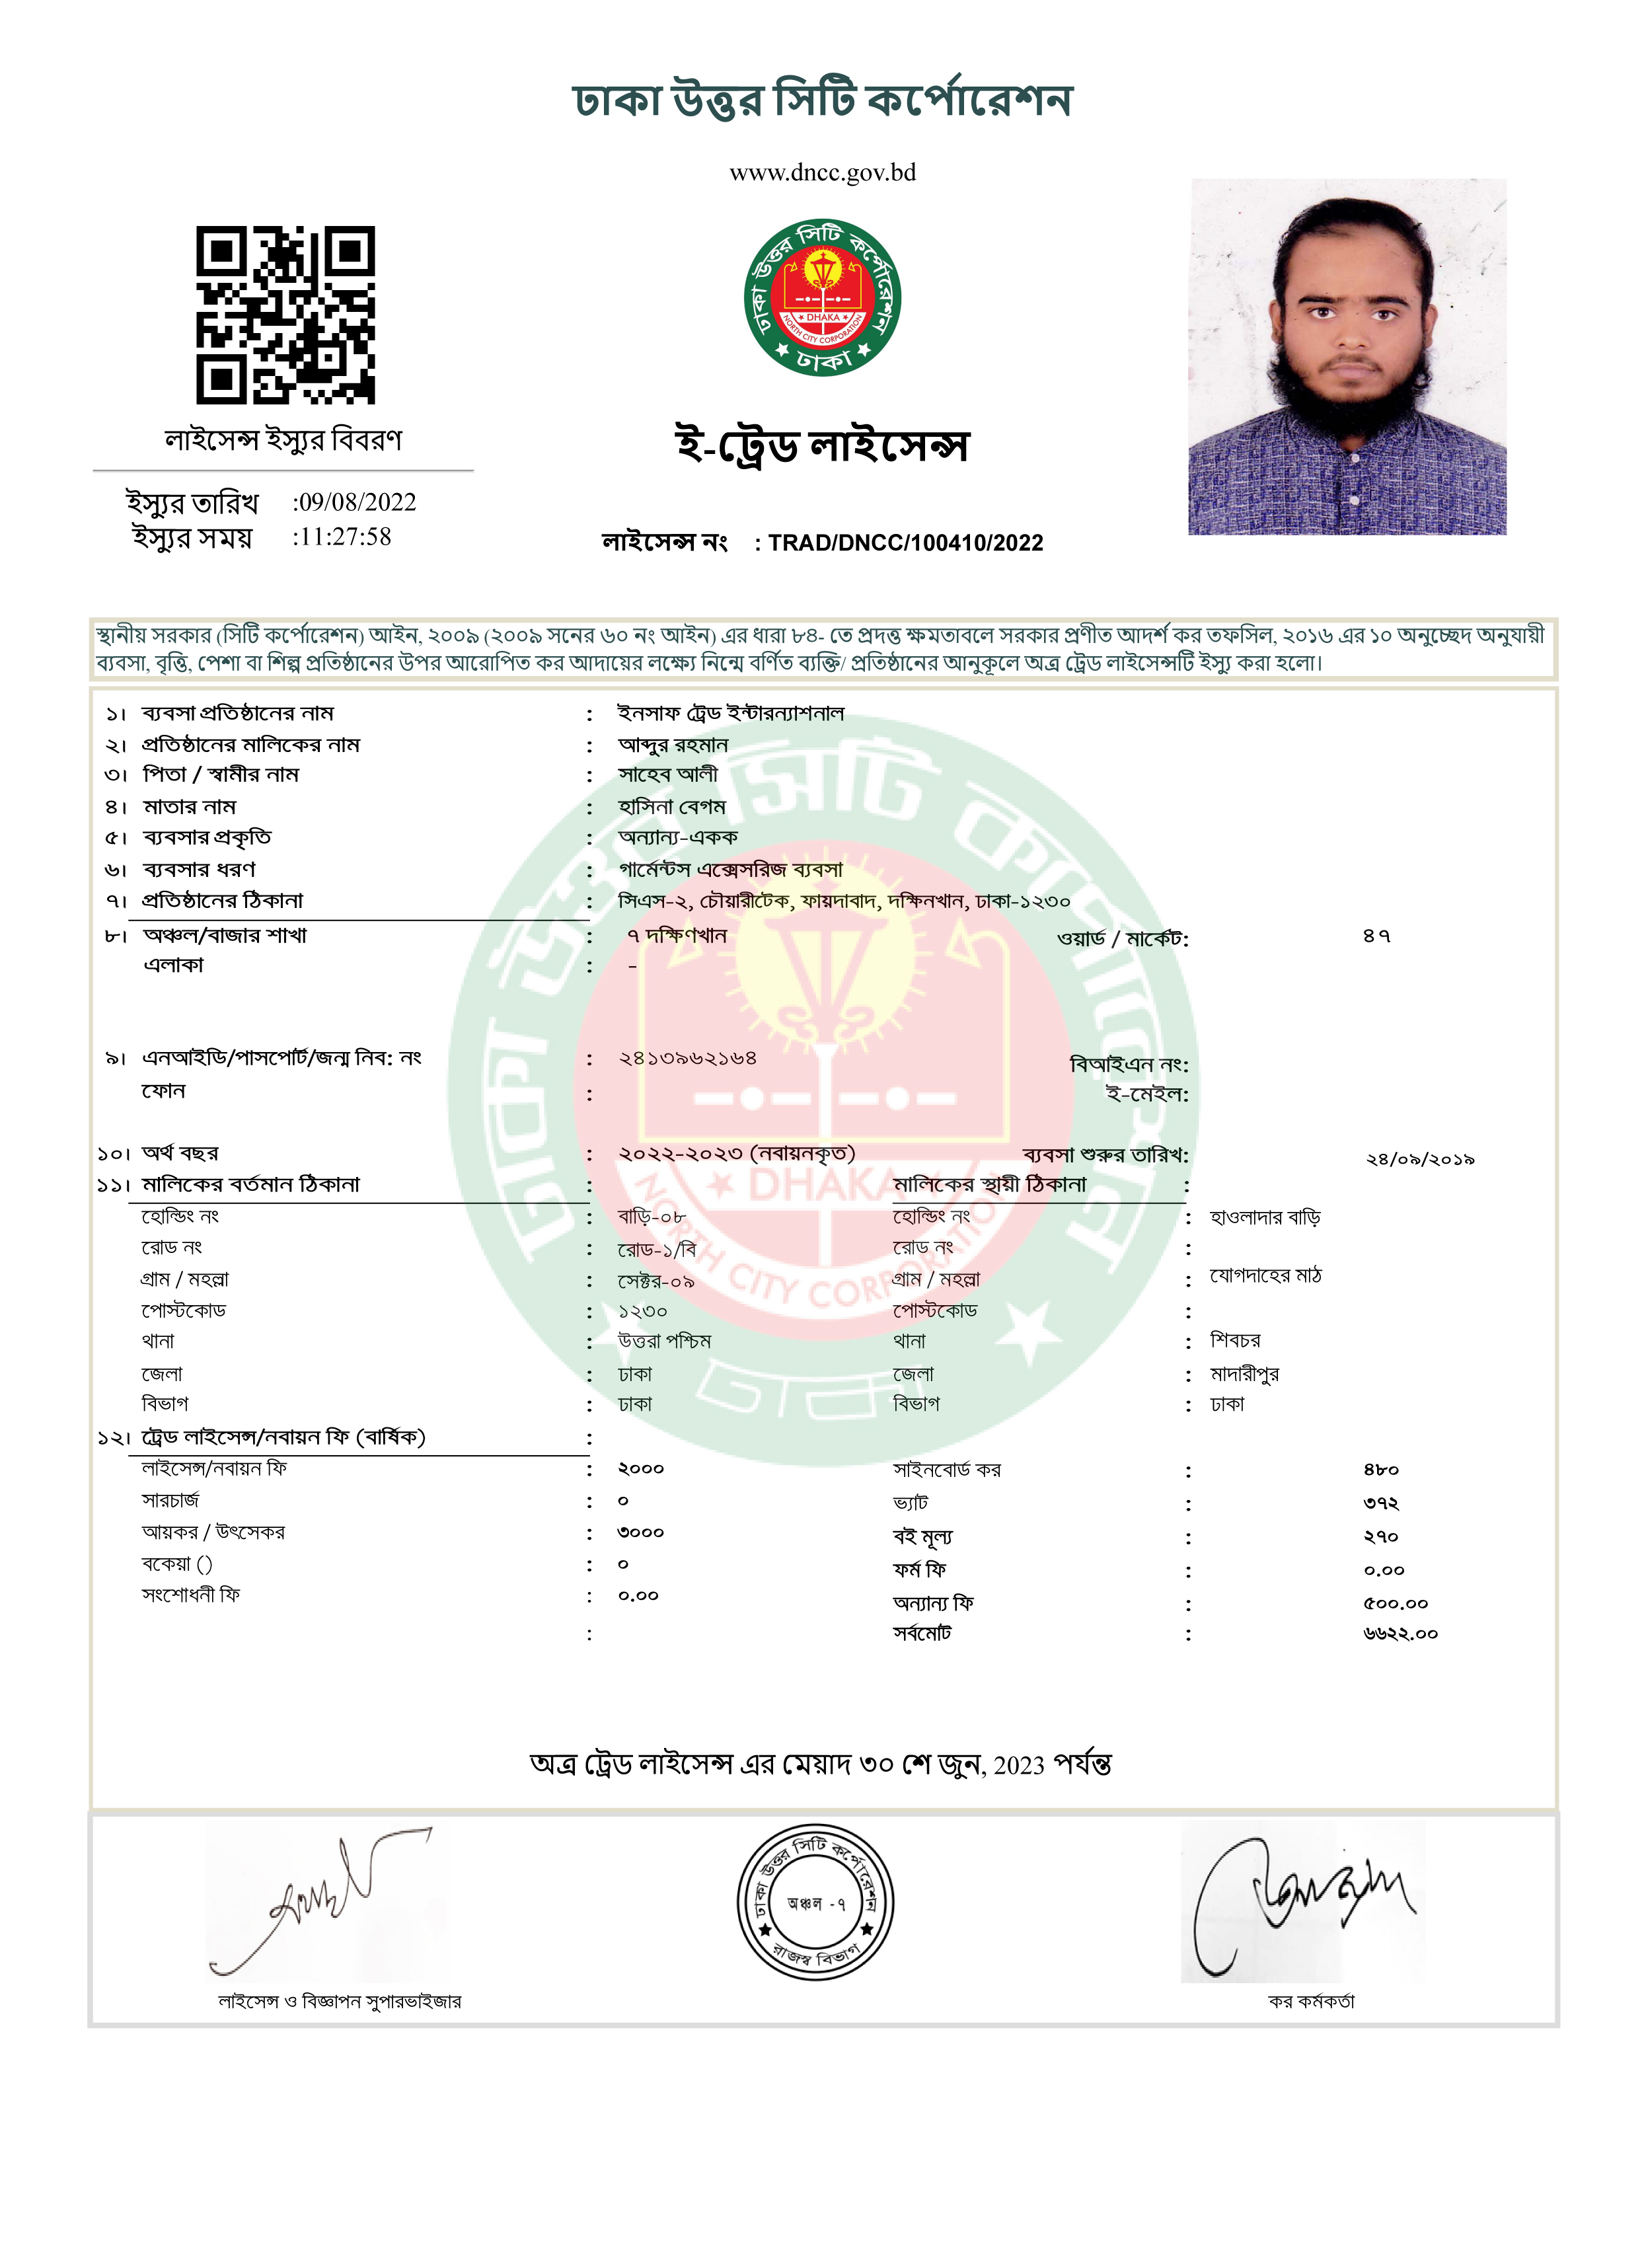 ঢাকা উত্তর সিটি কর্পোরেশন
www.dncc.gov.bd
ঢাকা উত্তর সিটি কর্পোরেশন
DHAKA
NORTH CITY CORPORATION
ঢাকা
লাইসেন্স ইস্যুর বিবরণ
ই-ট্রেড লাইসেন্স
ইস্যুর তারিখ :09/08/2022
ইস্যুর সময় :11:27:58
লাইসেন্স নং : TRAD/DNCC/100410/2022
স্থানীয় সরকার (সিটি কর্পোরেশন) আইন, ২০০৯ (২০০৯ সনের ৬০ নং আইন) এর ধারা ৮৪- তে প্রদত্ত ক্ষমতাবলে সরকার প্রণীত আদর্শ কর তফসিল, ২০১৬ এর ১০ অনুচ্ছেদ অনুযায়ী
ব্যবসা, বৃত্তি, পেশা বা শিল্প প্রতিষ্ঠানের উপর আরোপিত কর আদায়ের লক্ষ্যে নিম্নে বর্ণিত ব্যক্তি/ প্রতিষ্ঠানের আনুকূলে অত্র ট্রেড লাইসেন্সটি ইস্যু করা হলো।
১। ব্যবসা প্রতিষ্ঠানের নাম : ইনসাফ ট্রেড ইন্টারন্যাশনাল
২। প্রতিষ্ঠানের মালিকের নাম : আব্দুর রহমান
৩। পিতা / স্বামীর নাম : সাহেব আলী
৪। মাতার নাম : হাসিনা বেগম
৫। ব্যবসার প্রকৃতি : অন্যান্য-একক
৬। ব্যবসার ধরণ : গার্মেন্টস এক্সেসরিজ ব্যবসা
৭। প্রতিষ্ঠানের ঠিকানা : সিএস-২, চৌয়ারীটেক, ফায়দাবাদ, দক্ষিনখান, ঢাকা-১২৩০
৮। অঞ্চল/বাজার শাখা : ৭ দক্ষিণখান ওয়ার্ড / মার্কেট: ৪৭
এলাকা : -
৯। এনআইডি/পাসপোর্ট/জন্ম নিব: নং : ২৪১৩৯৬২১৬৪ বিআইএন নং:
ফোন : ই-মেইল:
১০। অর্থ বছর : ২০২২-২০২৩ (নবায়নকৃত) ব্যবসা শুরুর তারিখ: ২৪/০৯/২০১৯
১১। মালিকের বর্তমান ঠিকানা : মালিকের স্থায়ী ঠিকানা :
হোল্ডিং নং : বাড়ি-০৮ হোল্ডিং নং : হাওলাদার বাড়ি
রোড নং : রোড-১/বি রোড নং :
গ্রাম / মহল্লা : সেক্টর-০৯ গ্রাম / মহল্লা : যোগদাহের মাঠ
পোস্টকোড : ১২৩০ পোস্টকোড :
থানা : উত্তরা পশ্চিম থানা : শিবচর
জেলা : ঢাকা জেলা : মাদারীপুর
বিভাগ : ঢাকা বিভাগ : ঢাকা
১২। ট্রেড লাইসেন্স/নবায়ন ফি (বার্ষিক) :
লাইসেন্স/নবায়ন ফি : ২০০০ সাইনবোর্ড কর : ৪৮০
সারচার্জ : ০ ভ্যাট : ৩৭২
আয়কর / উৎসেকর : ৩০০০ বই মূল্য : ২৭০
বকেয়া () : ০ ফর্ম ফি : ০.০০
সংশোধনী ফি : ০.০০ অন্যান্য ফি : ৫০০.০০
: সর্বমোট : ৬৬২২.০০
ঢাকা উত্তর সিটি কর্পোরেশন
DHAKA
NORTH CITY CORPORATION
ঢাকা
অত্র ট্রেড লাইসেন্স এর মেয়াদ ৩০ শে জুন, 2023 পর্যন্ত
ঢাকা উত্তর সিটি কর্পোরেশন
অঞ্চল -৭
রাজস্ব বিভাগ
লাইসেন্স ও বিজ্ঞাপন সুপারভাইজার
কর কর্মকর্তা